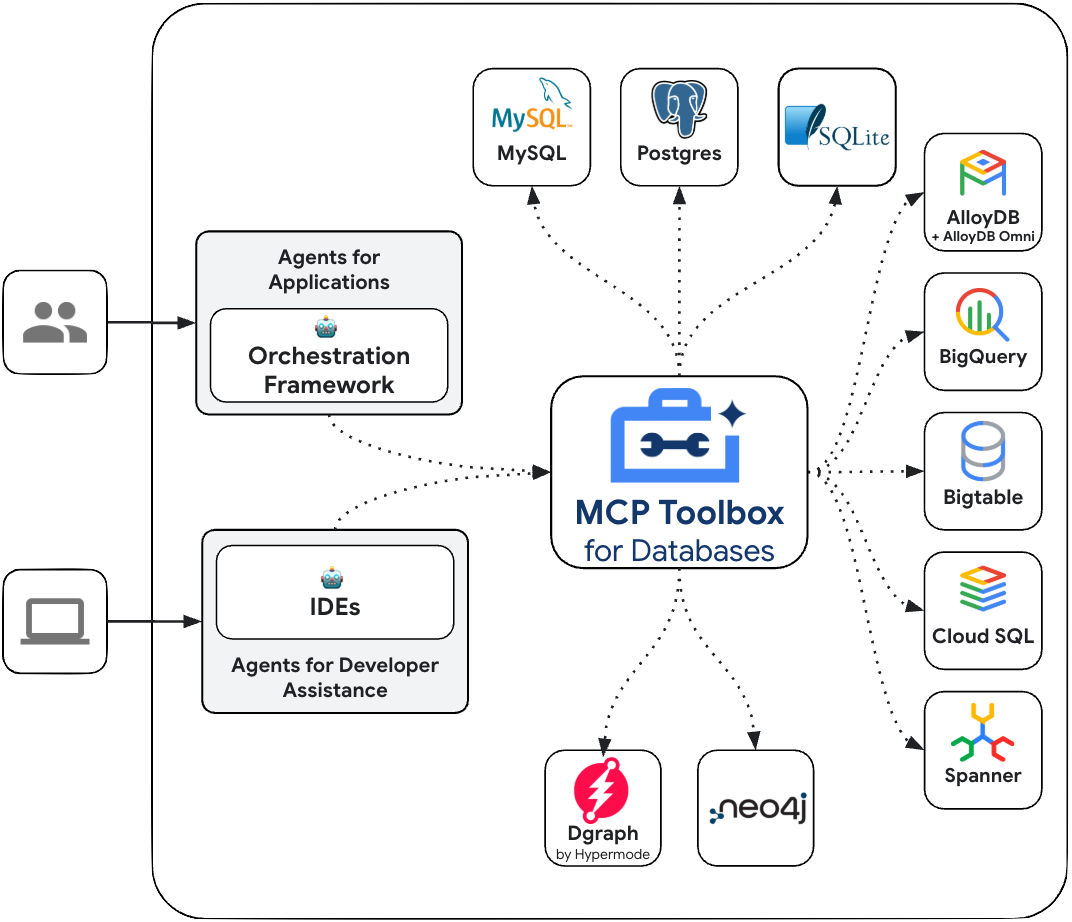 MySQL™
MySQL
Postgres
SQLite
AlloyDB
+ AlloyDB Omni
Agents for
Applications
Orchestration
Framework
BigQuery
MCP Toolbox
for Databases
Bigtable
IDEs
Agents for Developer
Assistance
Cloud SQL
Spanner
Dgraph
by Hypermode
neo4j